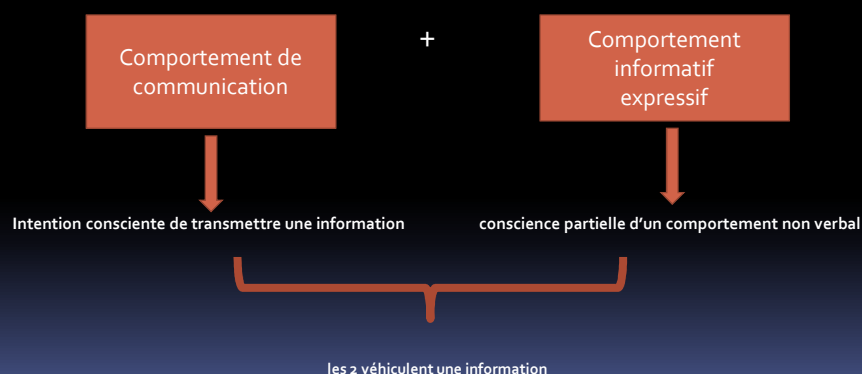 Comportement de
communication
+
Comportement
informatif
expressif
Intention consciente de transmettre une information
conscience partielle d'un comportement non verbal
les 2 véhiculent une information